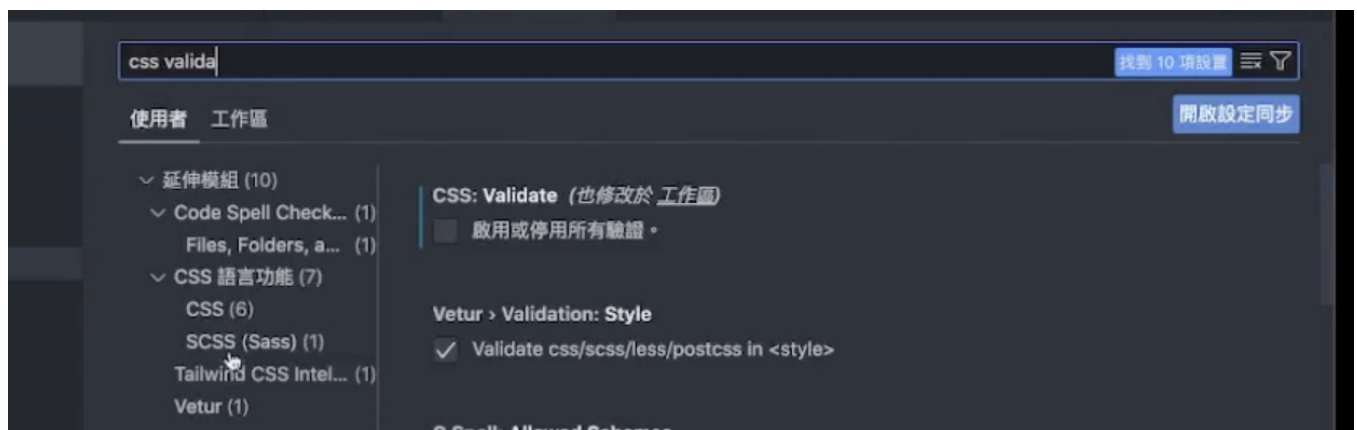 css valida
找到 10 項設置
使用者 工作區
開啟設定同步
延伸模組 (10)
Code Spell Check... (1)
Files, Folders, a... (1)
CSS 語言功能 (7)
CSS (6)
SCSS (Sass) (1)
Tailwind CSS Intel... (1)
Vetur (1)
CSS: Validate (也修改於 工作區)
啟用或停用所有驗證。
Vetur › Validation: Style
Validate css/scss/less/postcss in <style>
C Spell: Allowed Schemas